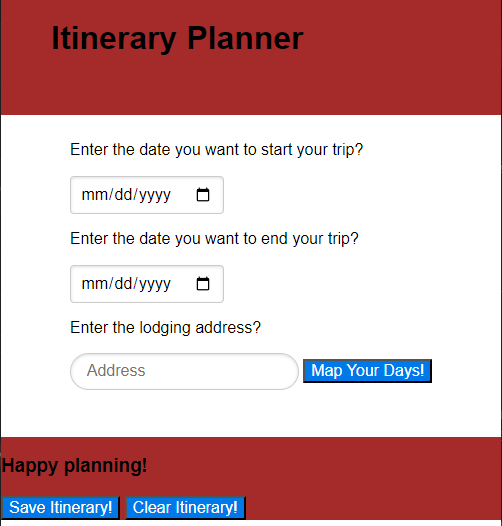 Itinerary Planner
Enter the date you want to start your trip?
mm/dd/yyyy
Enter the date you want to end your trip?
mm/dd/yyyy
Enter the lodging address?
Address Map Your Days!
Happy planning!
Save Itinerary! Clear Itinerary!